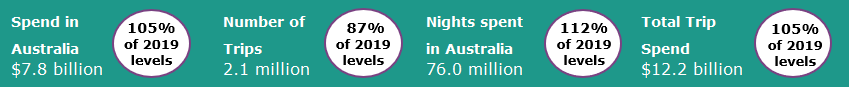 Spend in
Australia
$7.8 billion
105%
of 2019
levels
Number of
Trips
2.1 million
87%
of 2019
levels
Nights spent
in Australia
76.0 million
112%
of 2019
levels
Total Trip
Spend
$12.2 billion
105%
of 2019
levels